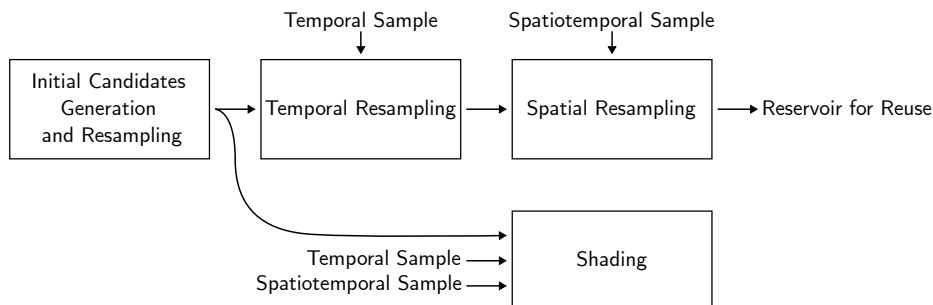 Temporal Sample
Spatiotemporal Sample
Initial Candidates
Generation
and Resampling
Temporal Resampling
Spatial Resampling
Reservoir for Reuse
Temporal Sample
Spatiotemporal Sample
Shading